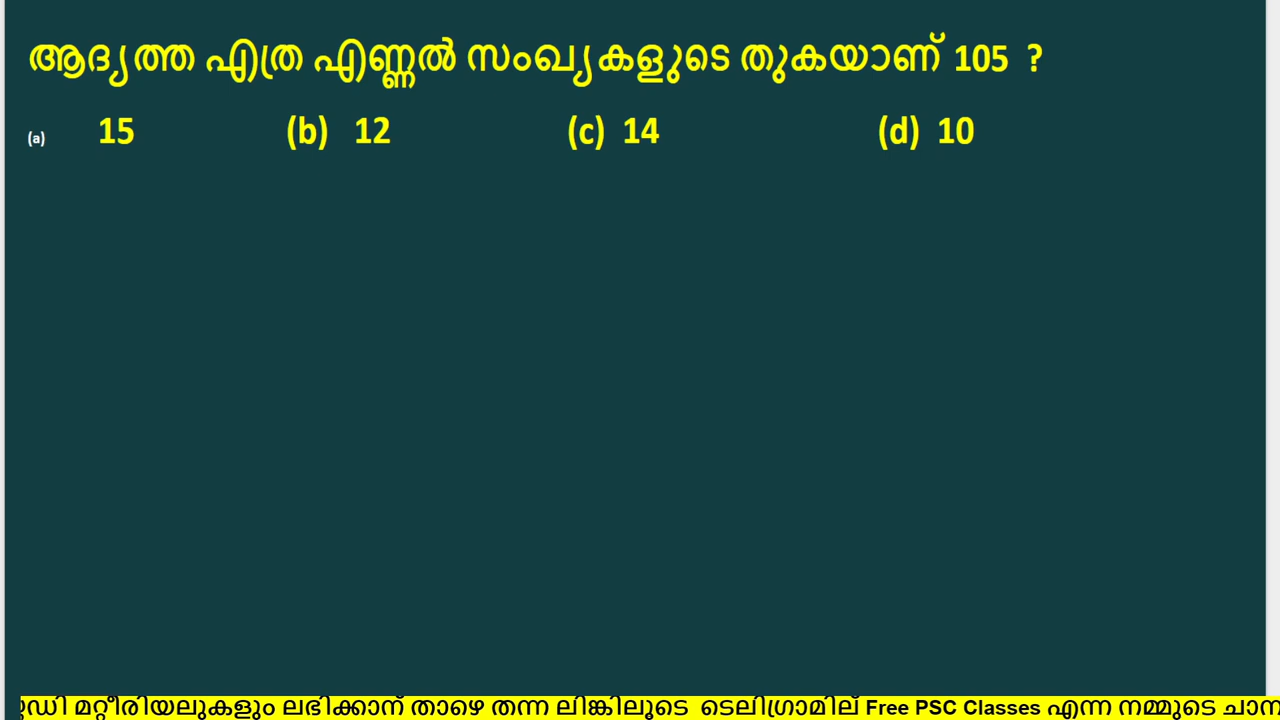 ആദ്യത്ത എത്ര എണ്ണൽ സംഖ്യകളുടെ തുകയാണ് 105 ?
(a) 15 (b) 12 (c) 14 (d) 10
മറ്റീരിയലുകളും ലഭിക്കാന് താഴെ തന്ന ലിങ്കിലൂടെ ടെലിഗ്രാമില് Free PSC Classes എന്ന നമ്മുടെ